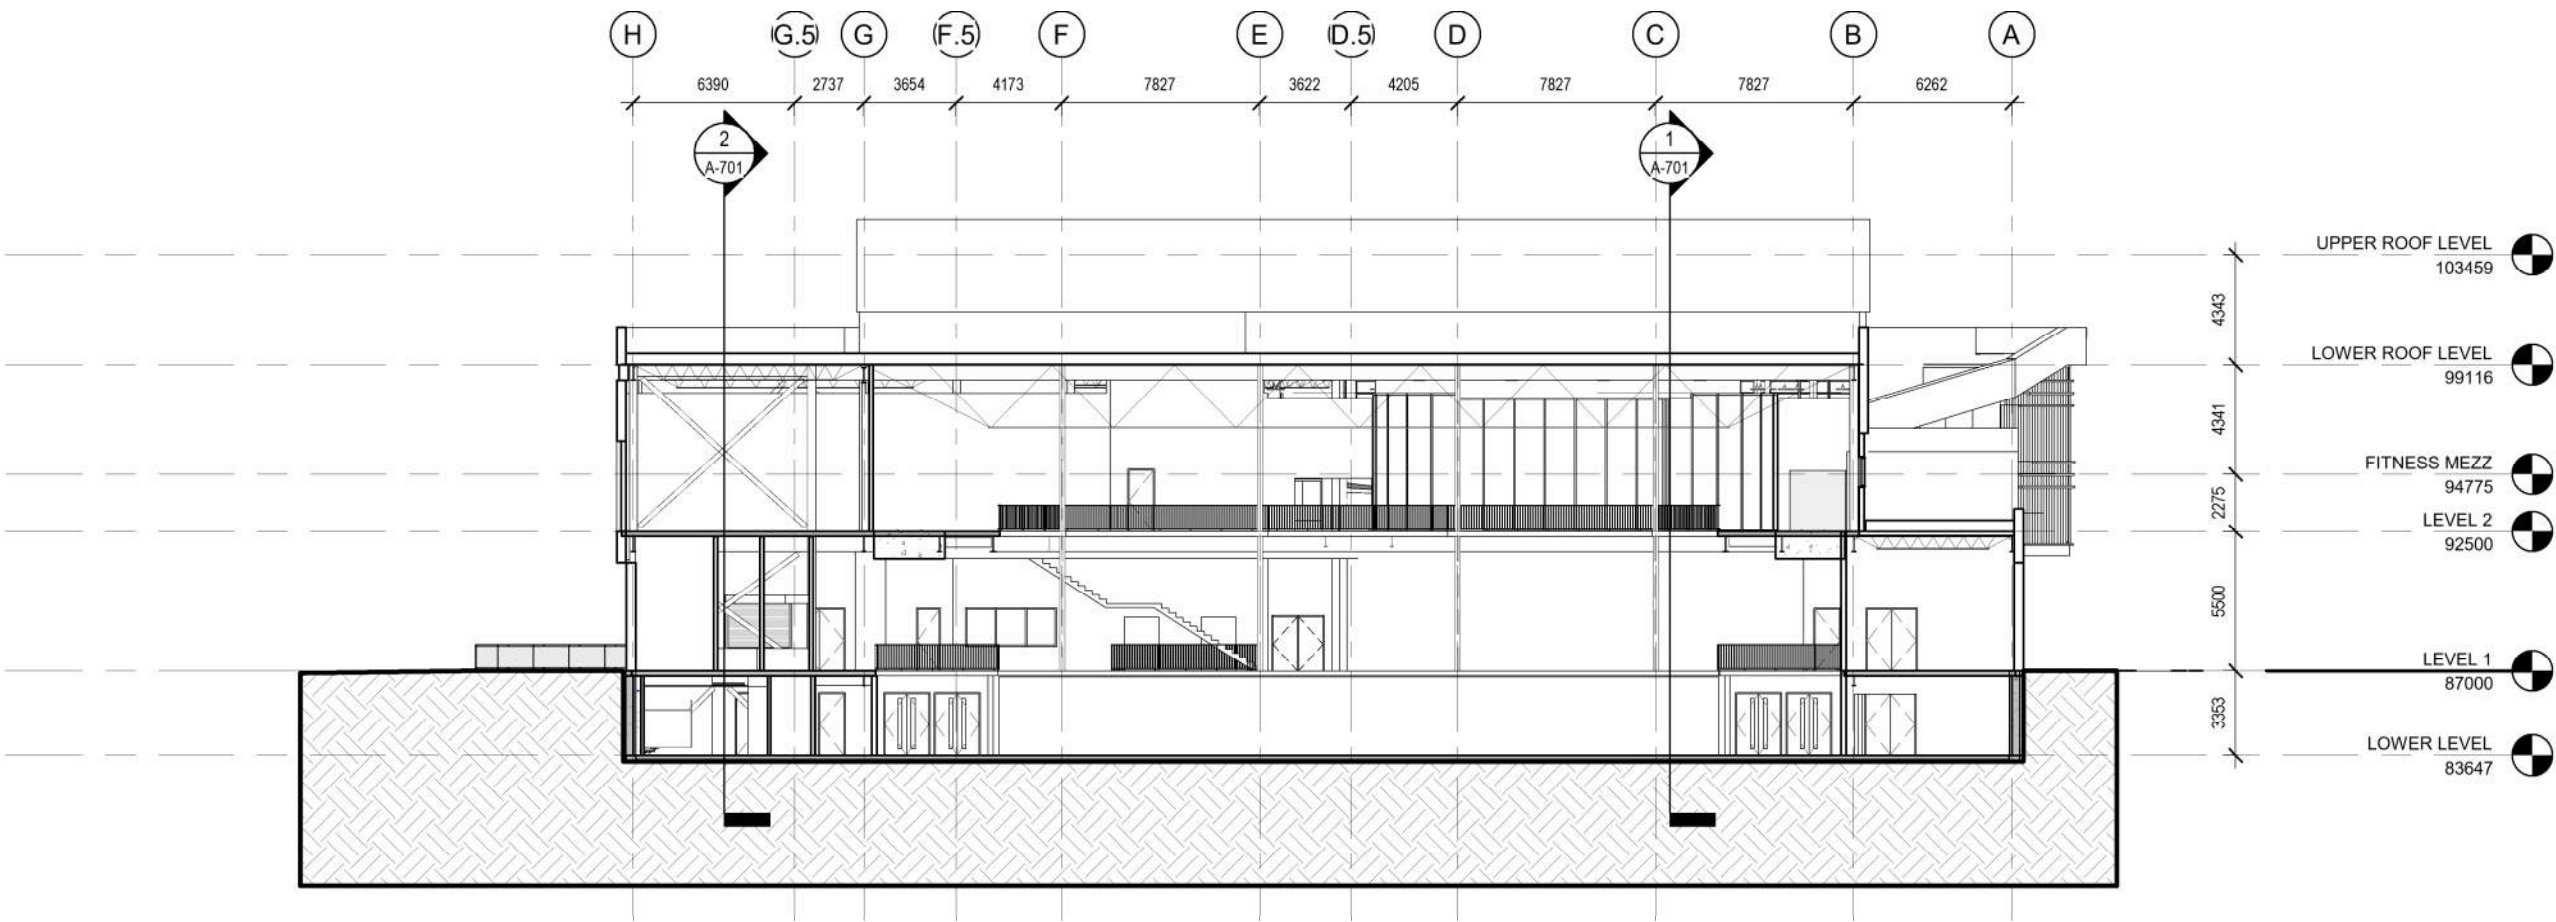 H G.5 G F.5 F E D.5 D C B A
6390 2737 3654 4173 7827 3622 4205 7827 7827 6262
2
A-701
1
A-701
UPPER ROOF LEVEL
103459
4343
LOWER ROOF LEVEL
99116
4341
FITNESS MEZZ
94775
2275
LEVEL 2
92500
5500
LEVEL 1
87000
3353
LOWER LEVEL
83647